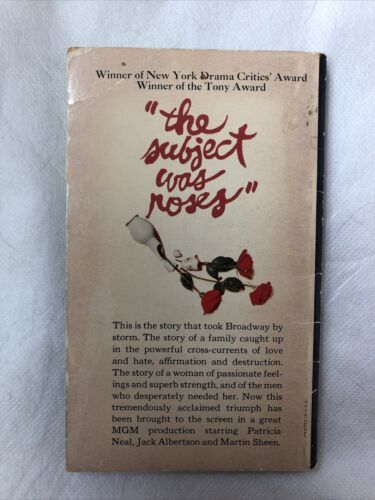 Winner of New York Drama Critics' Award
Winner of the Tony Award
"the
subject
was
roses"
This is the story that took Broadway by
storm. The story of a family caught up
in the powerful cross-currents of love
and hate, affirmation and destruction.
The story of a woman of passionate feel-
ings and superb strength, and of the men
who desperately needed her. Now this
tremendously acclaimed triumph has
been brought to the screen in a great
MGM production starring Patricia
Neal, Jack Albertson and Martin Sheen.
PRINTED IN U.S.A.